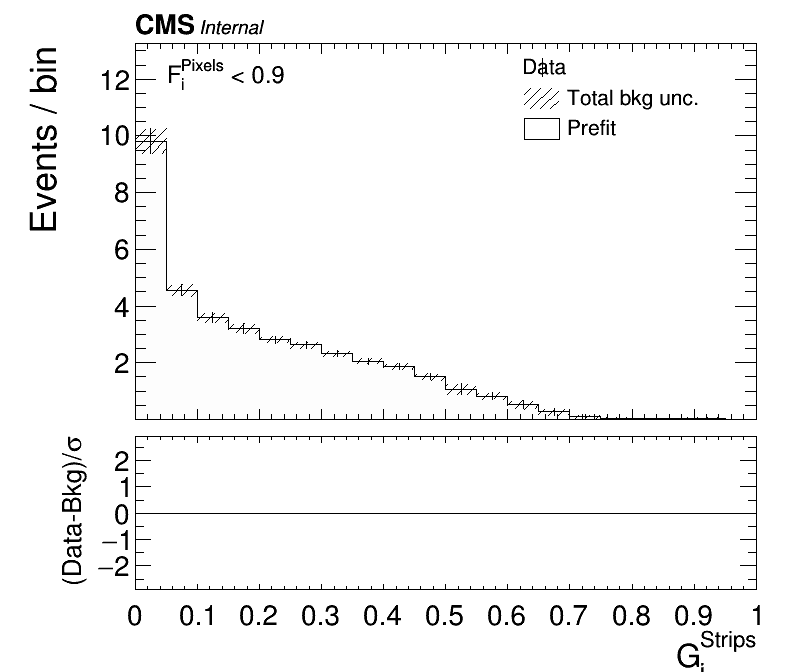 CMS Internal
F_i^Pixels < 0.9
Data
Total bkg unc.
Prefit
Events / bin
12
10
8
6
4
2
(Data-Bkg)/σ
2
1
0
−1
−2
0 0.1 0.2 0.3 0.4 0.5 0.6 0.7 0.8 0.9 1
G_i^Strips